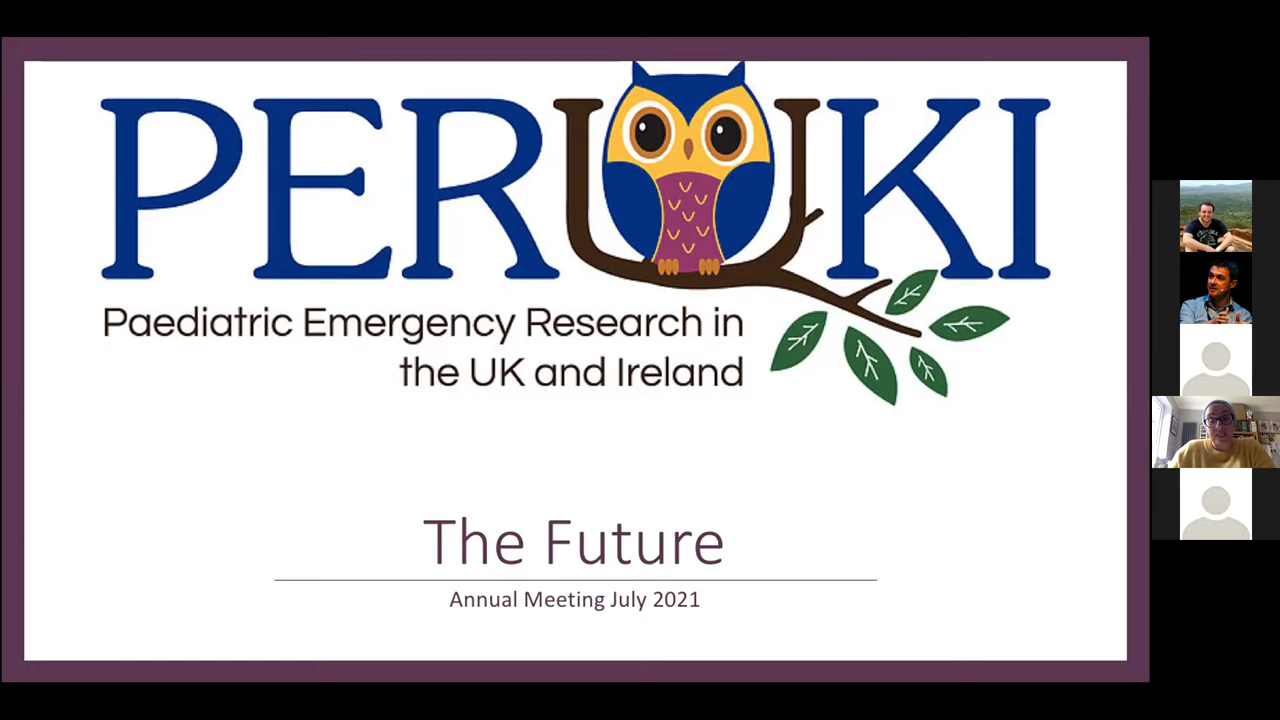 PERUKI
Paediatric Emergency Research in
the UK and Ireland
The Future
Annual Meeting July 2021